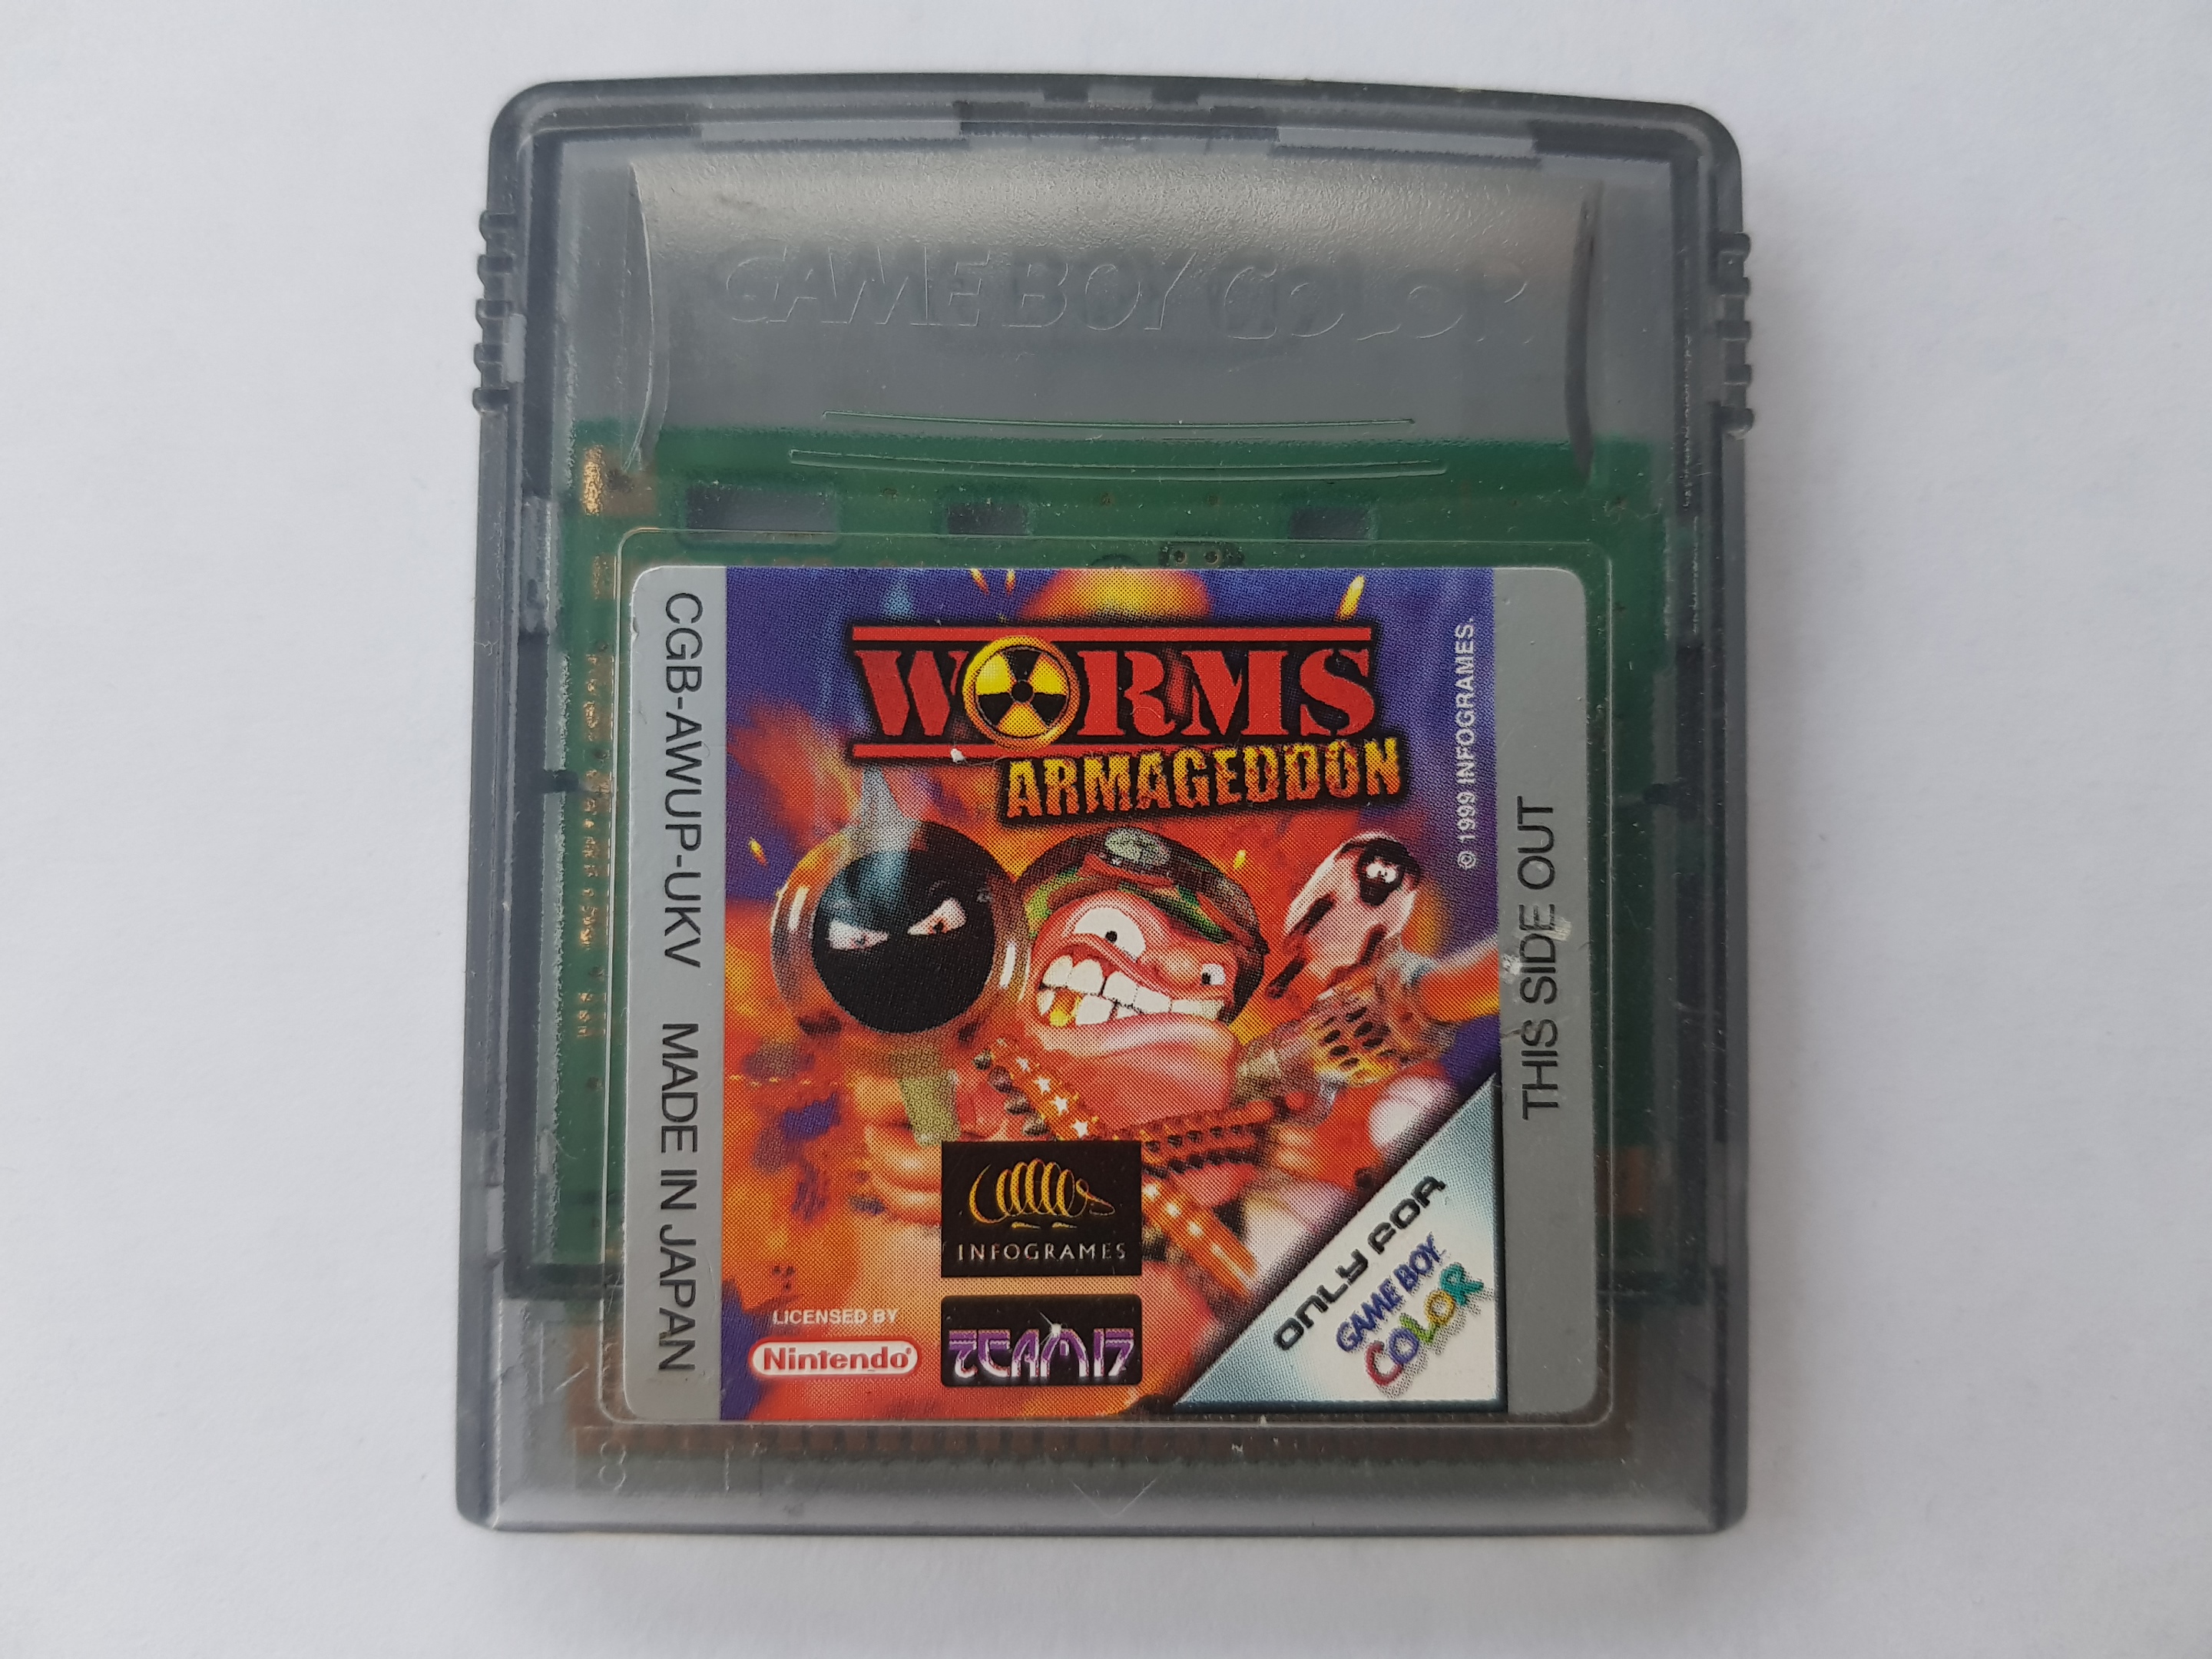 GAME BOY COLOR
CGB-AWUP-UKV MADE IN JAPAN
WORMS
ARMAGEDDON
© 1999 INFOGRAMES.
THIS SIDE OUT
INFOGRAMES
LICENSED BY
Nintendo
TEAM17
ONLY FOR
GAME BOY
COLOR